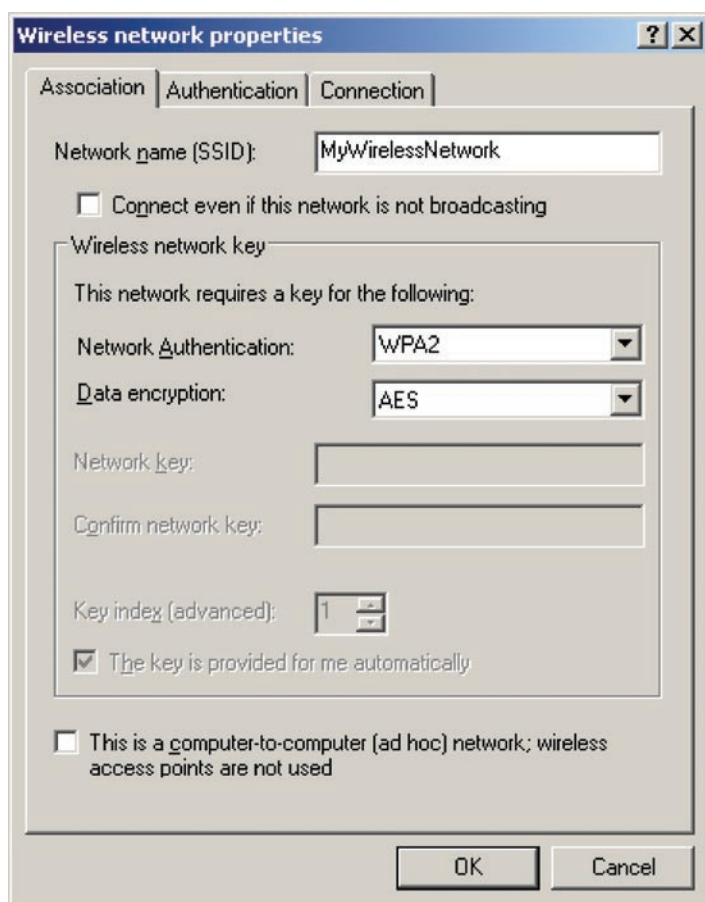 Wireless network properties
Association Authentication Connection
Network name (SSID): MyWirelessNetwork
Connect even if this network is not broadcasting
Wireless network key
This network requires a key for the following:
Network Authentication: WPA2
Data encryption: AES
Network key:
Confirm network key:
Key index (advanced): 1
The key is provided for me automatically
This is a computer-to-computer (ad hoc) network; wireless
access points are not used
OK Cancel